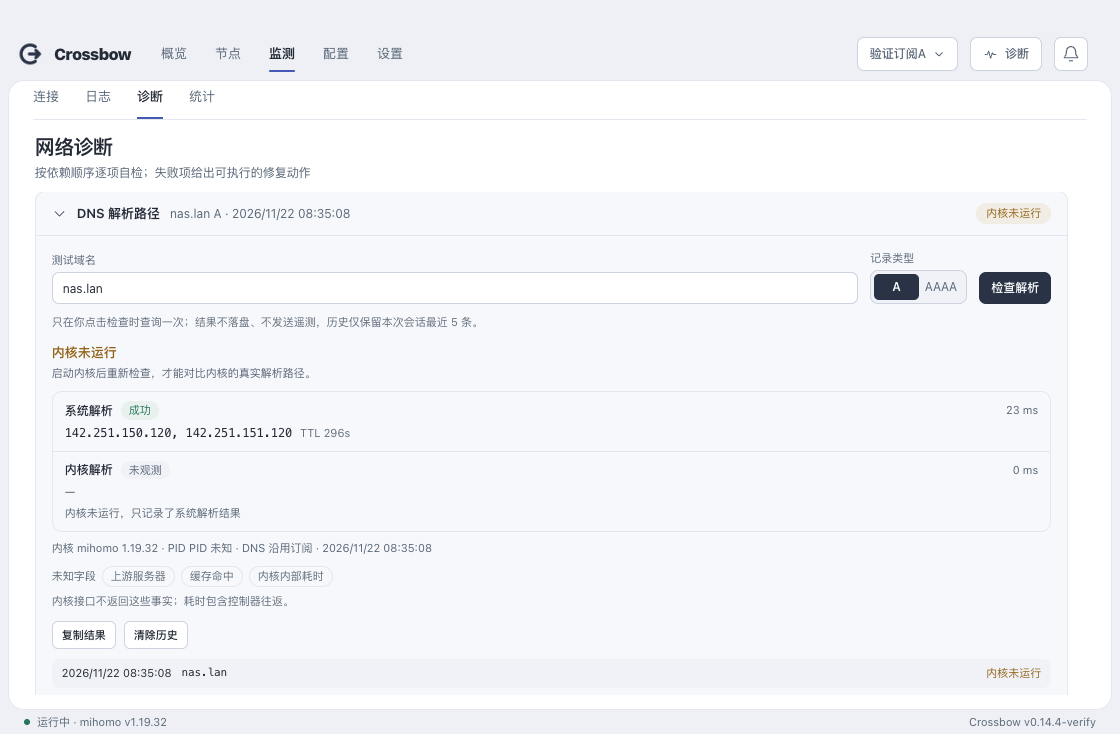 Crossbow 概览 节点 监测 配置 设置 验证订阅A 诊断
连接 日志 诊断 统计
网络诊断
按依赖顺序逐项自检；失败项给出可执行的修复动作
DNS 解析路径 nas.lan A · 2026/11/22 08:35:08 内核未运行
测试域名 记录类型
nas.lan A AAAA 检查解析
只在你点击检查时查询一次；结果不落盘、不发送遥测，历史仅保留本次会话最近 5 条。
内核未运行
启动内核后重新检查，才能对比内核的真实解析路径。
系统解析 成功 23 ms
142.251.150.120, 142.251.151.120 TTL 296s
内核解析 未观测 0 ms
—
内核未运行，只记录了系统解析结果
内核 mihomo 1.19.32 · PID PID 未知 · DNS 沿用订阅 · 2026/11/22 08:35:08
未知字段 上游服务器 缓存命中 内核内部耗时
内核接口不返回这些事实；耗时包含控制器往返。
复制结果 清除历史
2026/11/22 08:35:08 nas.lan 内核未运行
运行中 · mihomo v1.19.32 Crossbow v0.14.4-verify